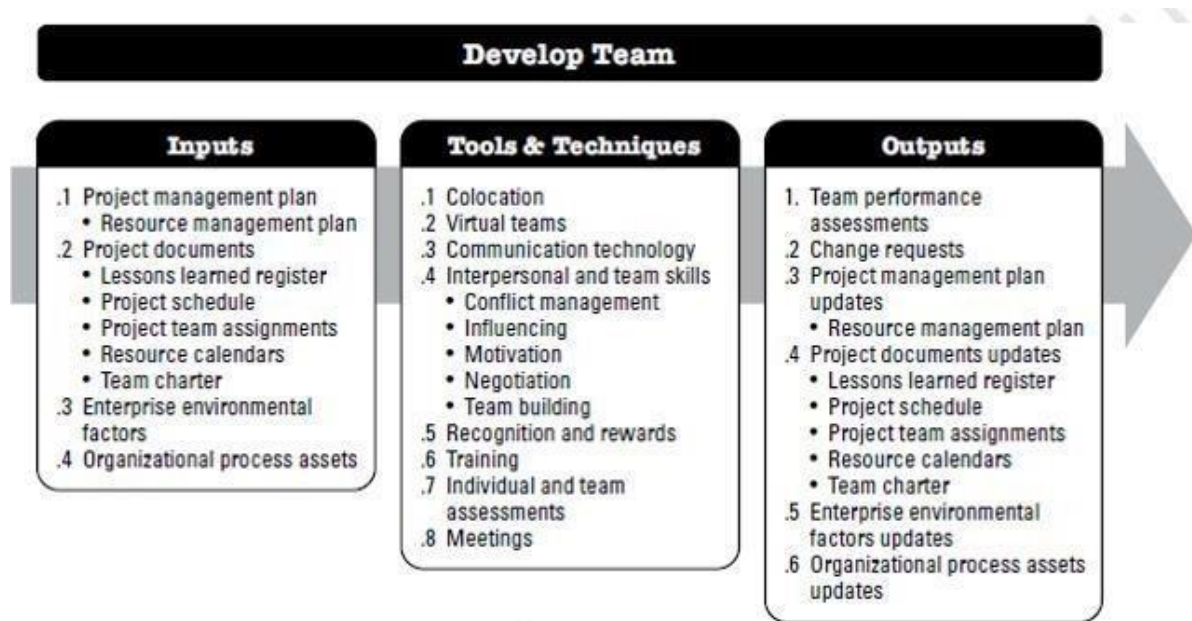 Develop Team
Inputs
.1 Project management plan
• Resource management plan
.2 Project documents
• Lessons learned register
• Project schedule
• Project team assignments
• Resource calendars
• Team charter
.3 Enterprise environmental
factors
.4 Organizational process assets
Tools & Techniques
.1 Colocation
.2 Virtual teams
.3 Communication technology
.4 Interpersonal and team skills
• Conflict management
• Influencing
• Motivation
• Negotiation
• Team building
.5 Recognition and rewards
.6 Training
.7 Individual and team
assessments
.8 Meetings
Outputs
1. Team performance
assessments
.2 Change requests
.3 Project management plan
updates
• Resource management plan
.4 Project documents updates
• Lessons learned register
• Project schedule
• Project team assignments
• Resource calendars
• Team charter
.5 Enterprise environmental
factors updates
.6 Organizational process assets
updates